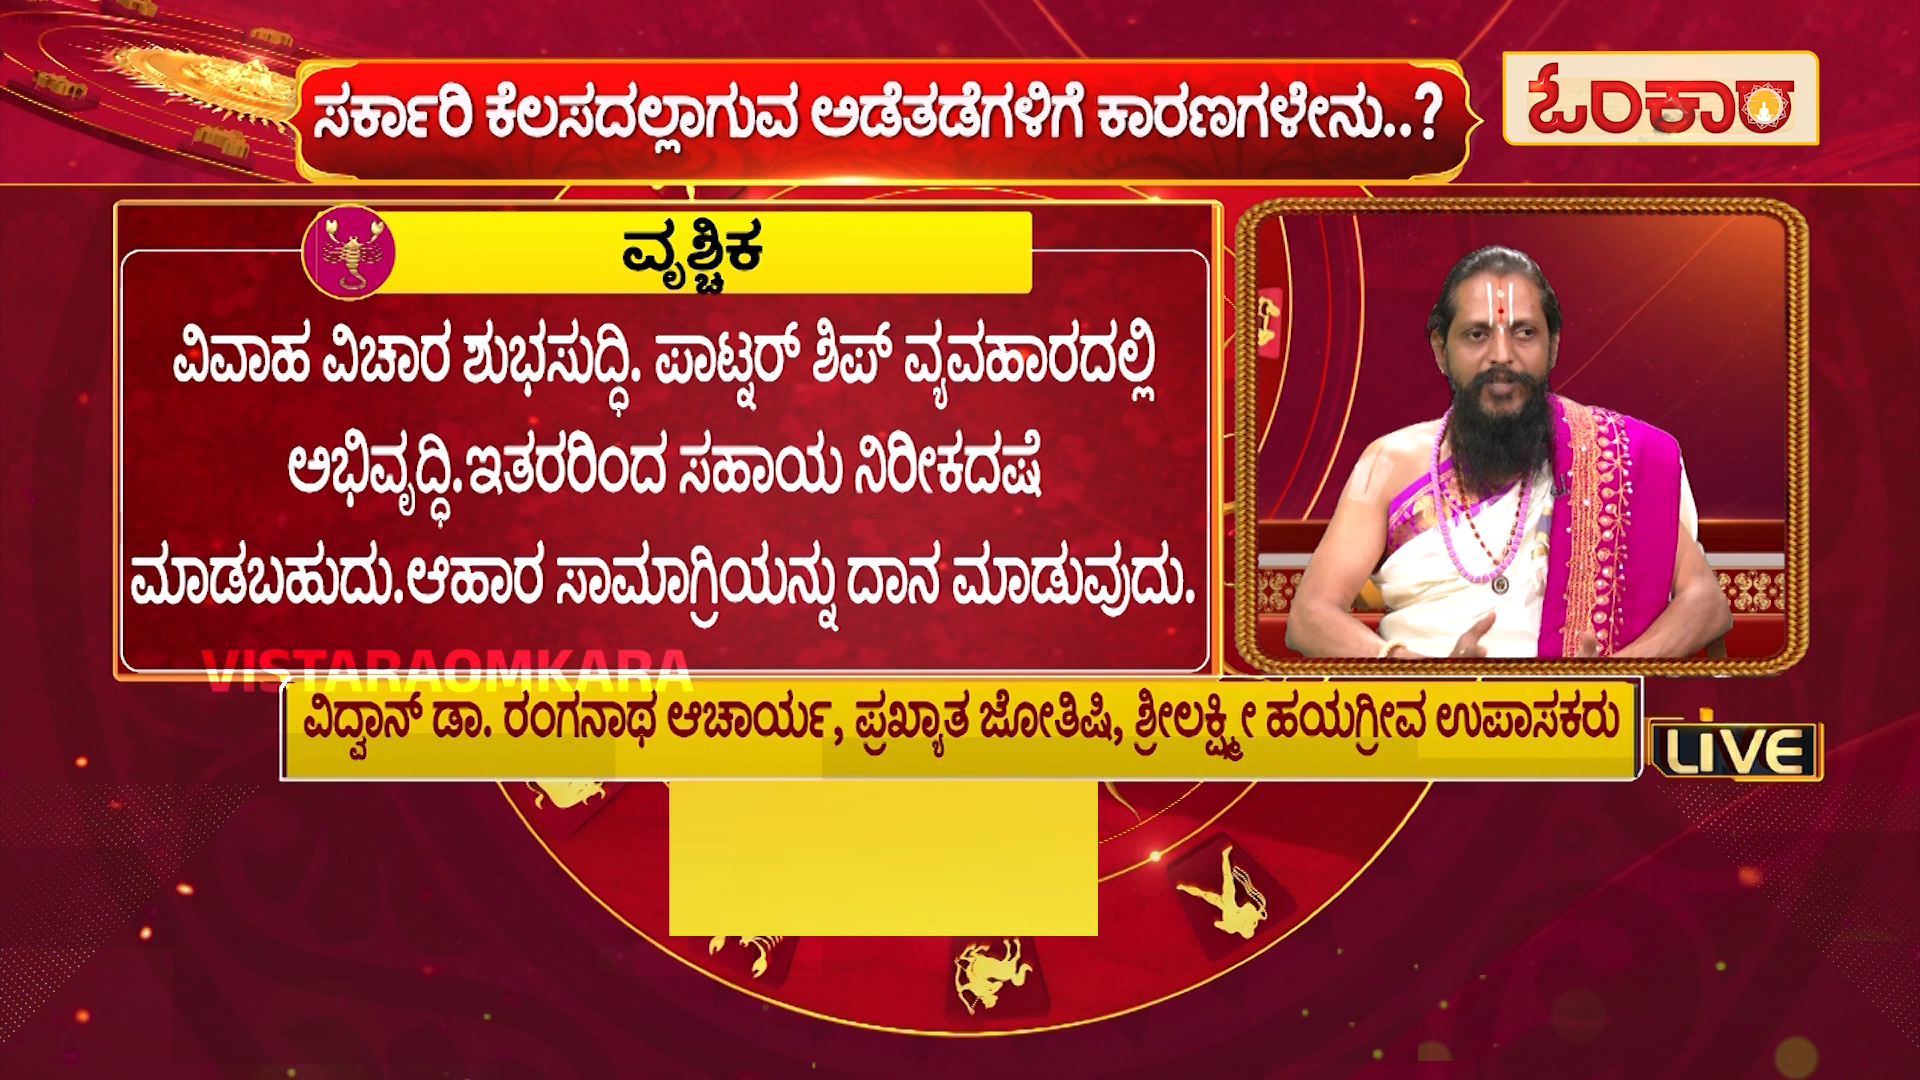 ಸರ್ಕಾರಿ ಕೆಲಸದಲ್ಲಾಗುವ ಅಡೆತಡೆಗಳಿಗೆ ಕಾರಣಗಳೇನು..?
ಓಂಕಾರ
ವೃಶ್ಚಿಕ
ವಿವಾಹ ವಿಚಾರ ಶುಭಸುದ್ಧಿ. ಪಾರ್ಟ್ನರ್ ಶಿಪ್ ವ್ಯವಹಾರದಲ್ಲಿ
ಅಭಿವೃದ್ಧಿ.ಇತರರಿಂದ ಸಹಾಯ ನಿರೀಕದಷೆ
ಮಾಡಬಹುದು.ಆಹಾರ ಸಾಮಾಗ್ರಿಯನ್ನು ದಾನ ಮಾಡುವುದು.
VISTARAOMKARA
ವಿದ್ವಾನ್ ಡಾ. ರಂಗನಾಥ ಆಚಾರ್ಯ, ಪ್ರಖ್ಯಾತ ಜೋತಿಷಿ, ಶ್ರೀಲಕ್ಷ್ಮೀ ಹಯಗ್ರೀವ ಉಪಾಸಕರು
LIVE